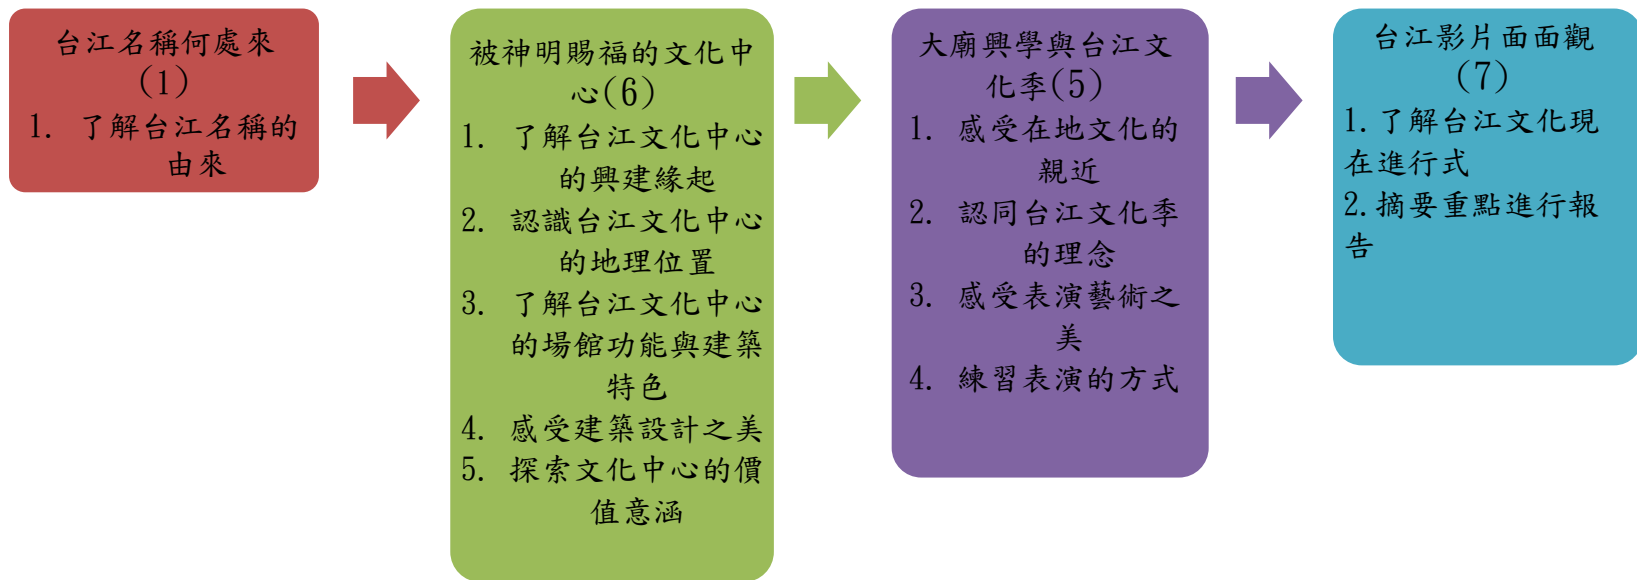 台江名稱何處來
(1)
1. 了解台江名稱的
由來
被神明賜福的文化中
心(6)
1. 了解台江文化中心
的興建緣起
2. 認識台江文化中心
的地理位置
3. 了解台江文化中心
的場館功能與建築
特色
4. 感受建築設計之美
5. 探索文化中心的價
值意涵
大廟興學與台江文
化季(5)
1. 感受在地文化的
親近
2. 認同台江文化季
的理念
3. 感受表演藝術之
美
4. 練習表演的方式
台江影片面面觀
(7)
1.了解台江文化現
在進行式
2.摘要重點進行報
告